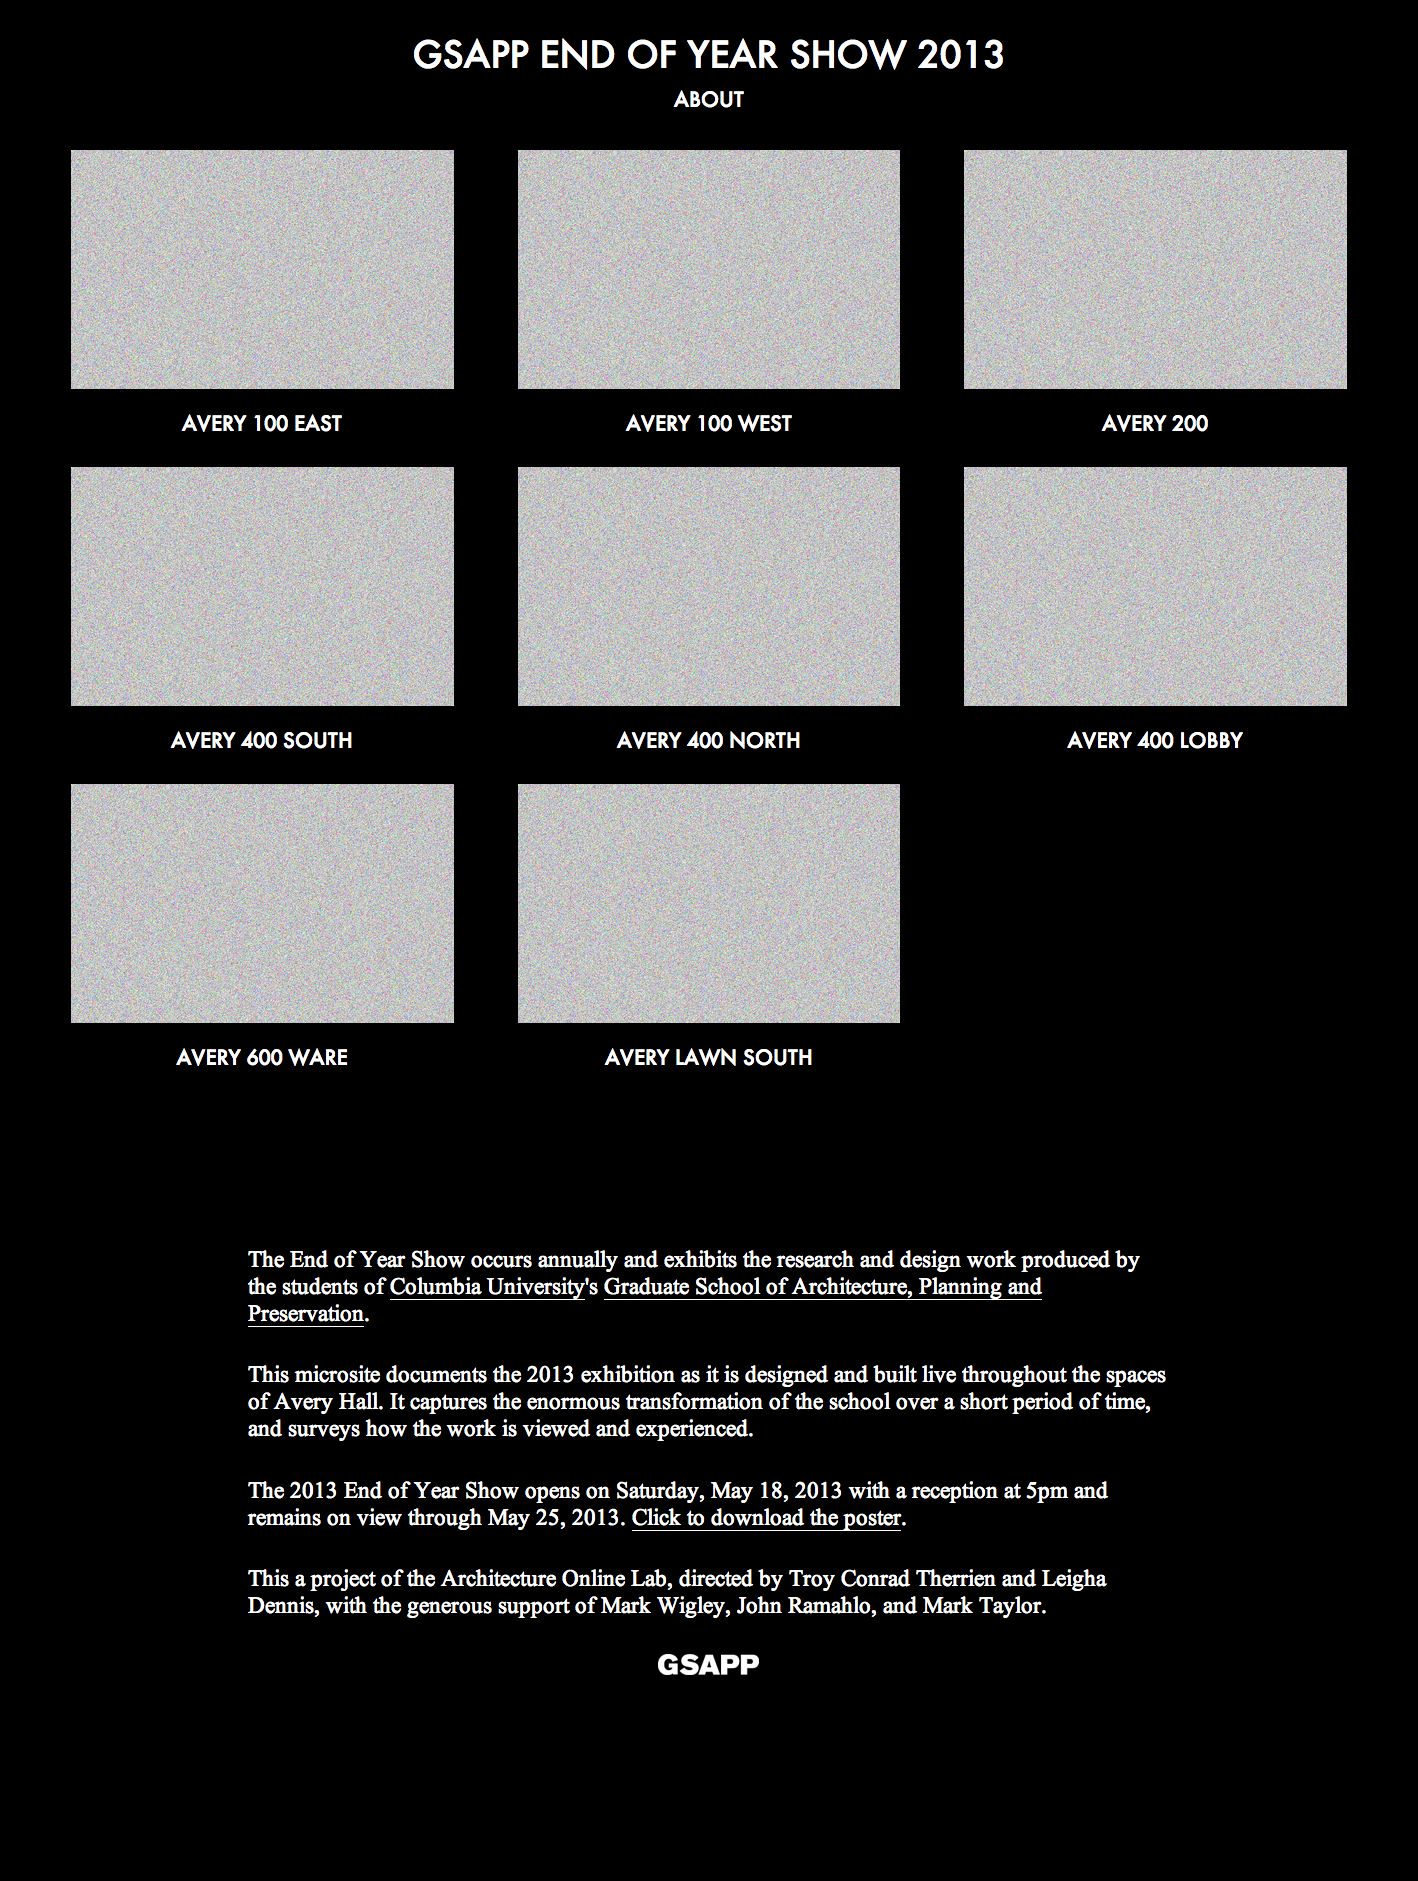 GSAPP END OF YEAR SHOW 2013
ABOUT
AVERY 100 EAST
AVERY 100 WEST
AVERY 200
AVERY 400 SOUTH
AVERY 400 NORTH
AVERY 400 LOBBY
AVERY 600 WARE
AVERY LAWN SOUTH
The End of Year Show occurs annually and exhibits the research and design work produced by
the students of Columbia University's Graduate School of Architecture, Planning and
Preservation.
This microsite documents the 2013 exhibition as it is designed and built live throughout the spaces
of Avery Hall. It captures the enormous transformation of the school over a short period of time,
and surveys how the work is viewed and experienced.
The 2013 End of Year Show opens on Saturday, May 18, 2013 with a reception at 5pm and
remains on view through May 25, 2013. Click to download the poster.
This a project of the Architecture Online Lab, directed by Troy Conrad Therrien and Leigha
Dennis, with the generous support of Mark Wigley, John Ramahlo, and Mark Taylor.
GSAPP